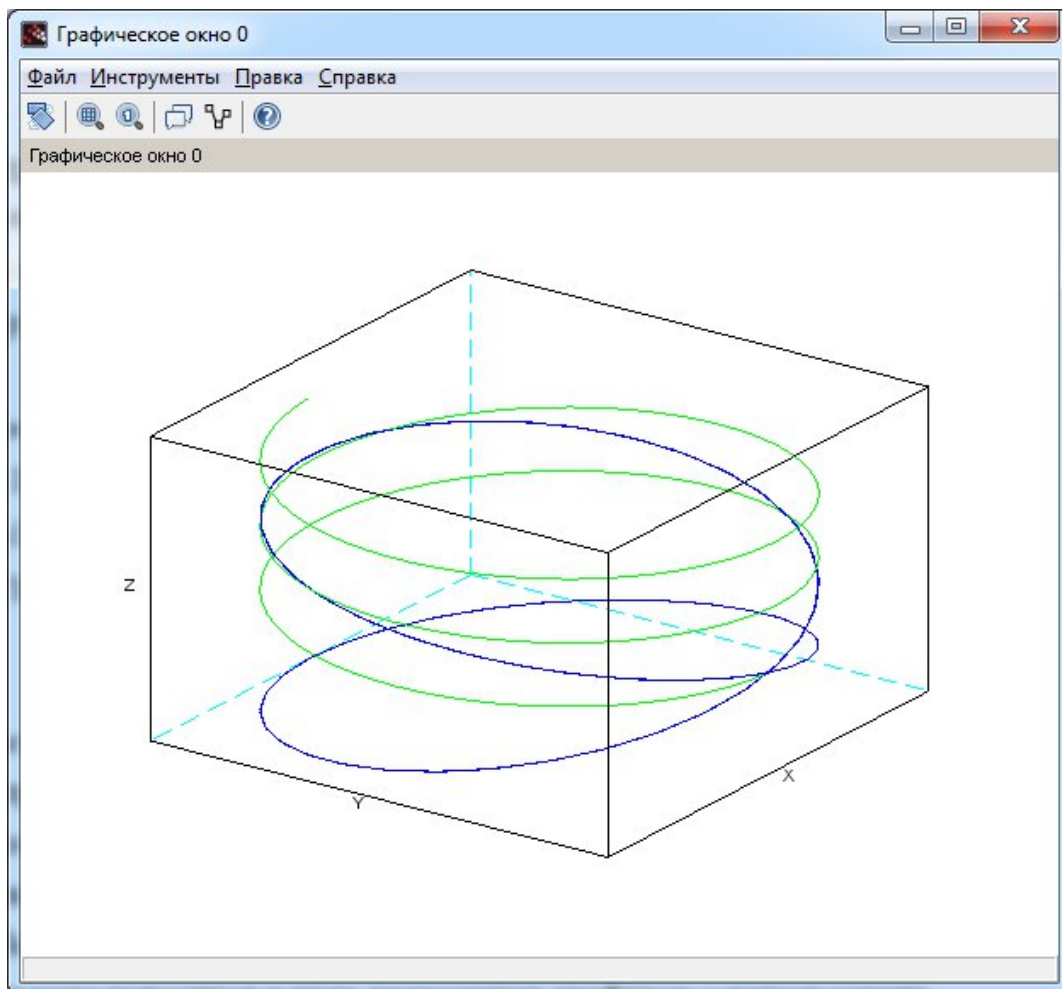 Графическое окно 0
Файл Инструменты Правка Справка
Графическое окно 0
Z
Y
X